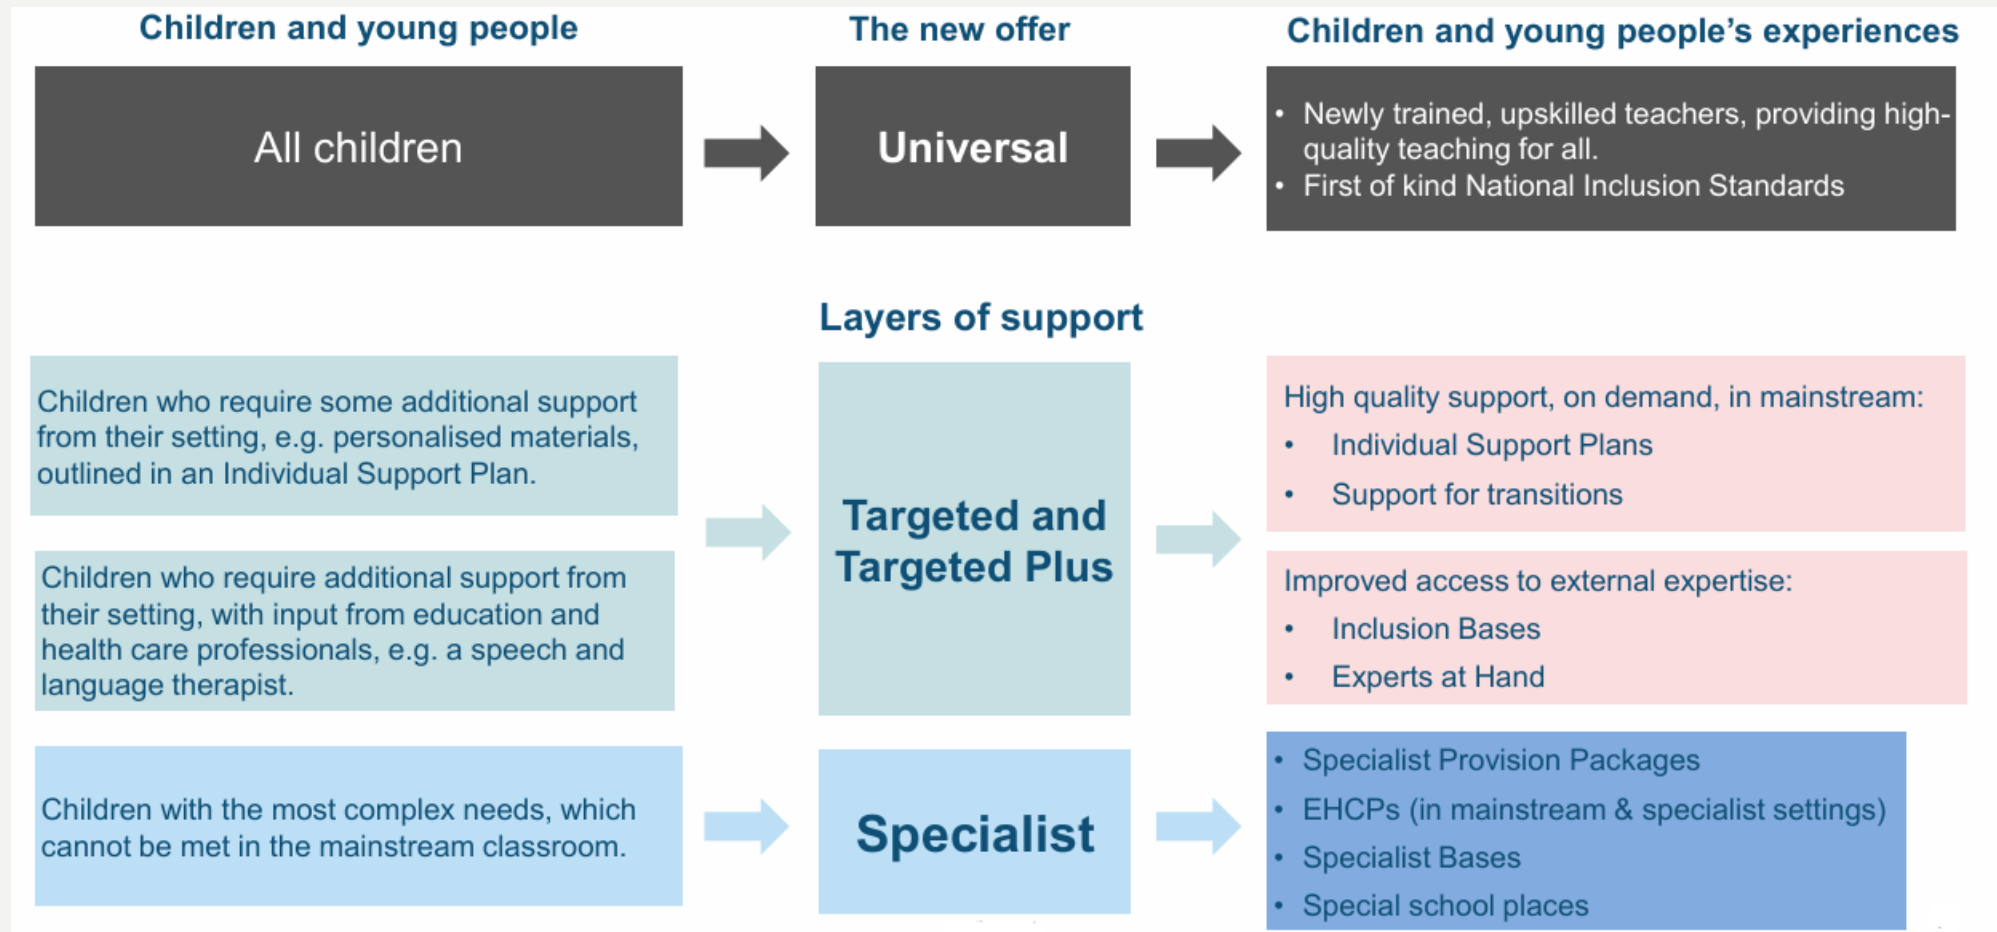 Children and young people
The new offer
Children and young people's experiences
All children
Universal
• Newly trained, upskilled teachers, providing high-
quality teaching for all.
• First of kind National Inclusion Standards
Layers of support
Children who require some additional support
from their setting, e.g. personalised materials,
outlined in an Individual Support Plan.
Children who require additional support from
their setting, with input from education and
health care professionals, e.g. a speech and
language therapist.
Targeted and
Targeted Plus
High quality support, on demand, in mainstream:
• Individual Support Plans
• Support for transitions
Improved access to external expertise:
• Inclusion Bases
• Experts at Hand
Children with the most complex needs, which
cannot be met in the mainstream classroom.
Specialist
• Specialist Provision Packages
• EHCPs (in mainstream & specialist settings)
• Specialist Bases
• Special school places